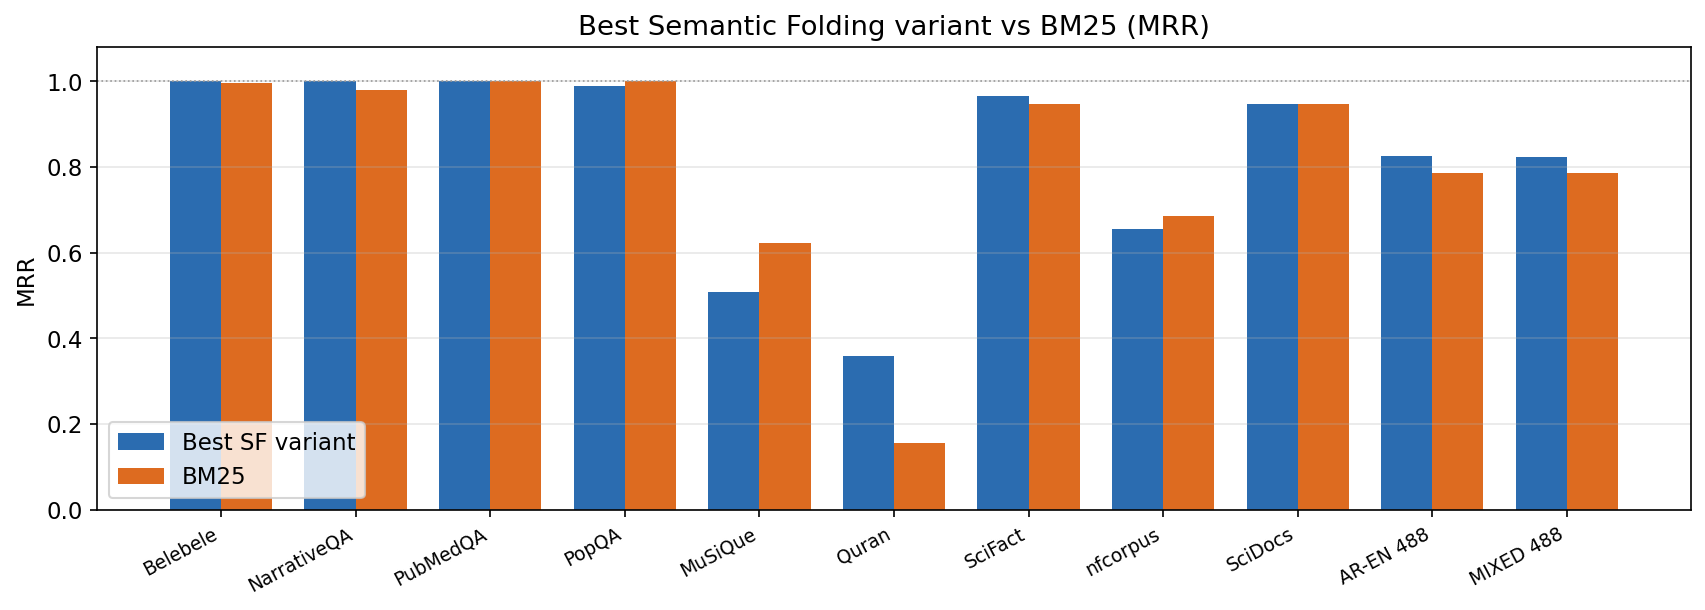 Best Semantic Folding variant vs BM25 (MRR)
MRR
1.0
0.8
0.6
0.4
0.2
0.0
Best SF variant
BM25
Belebele
NarrativeQA
PubMedQA
PopQA
MuSiQue
Quran
SciFact
nfcorpus
SciDocs
AR-EN 488
MIXED 488